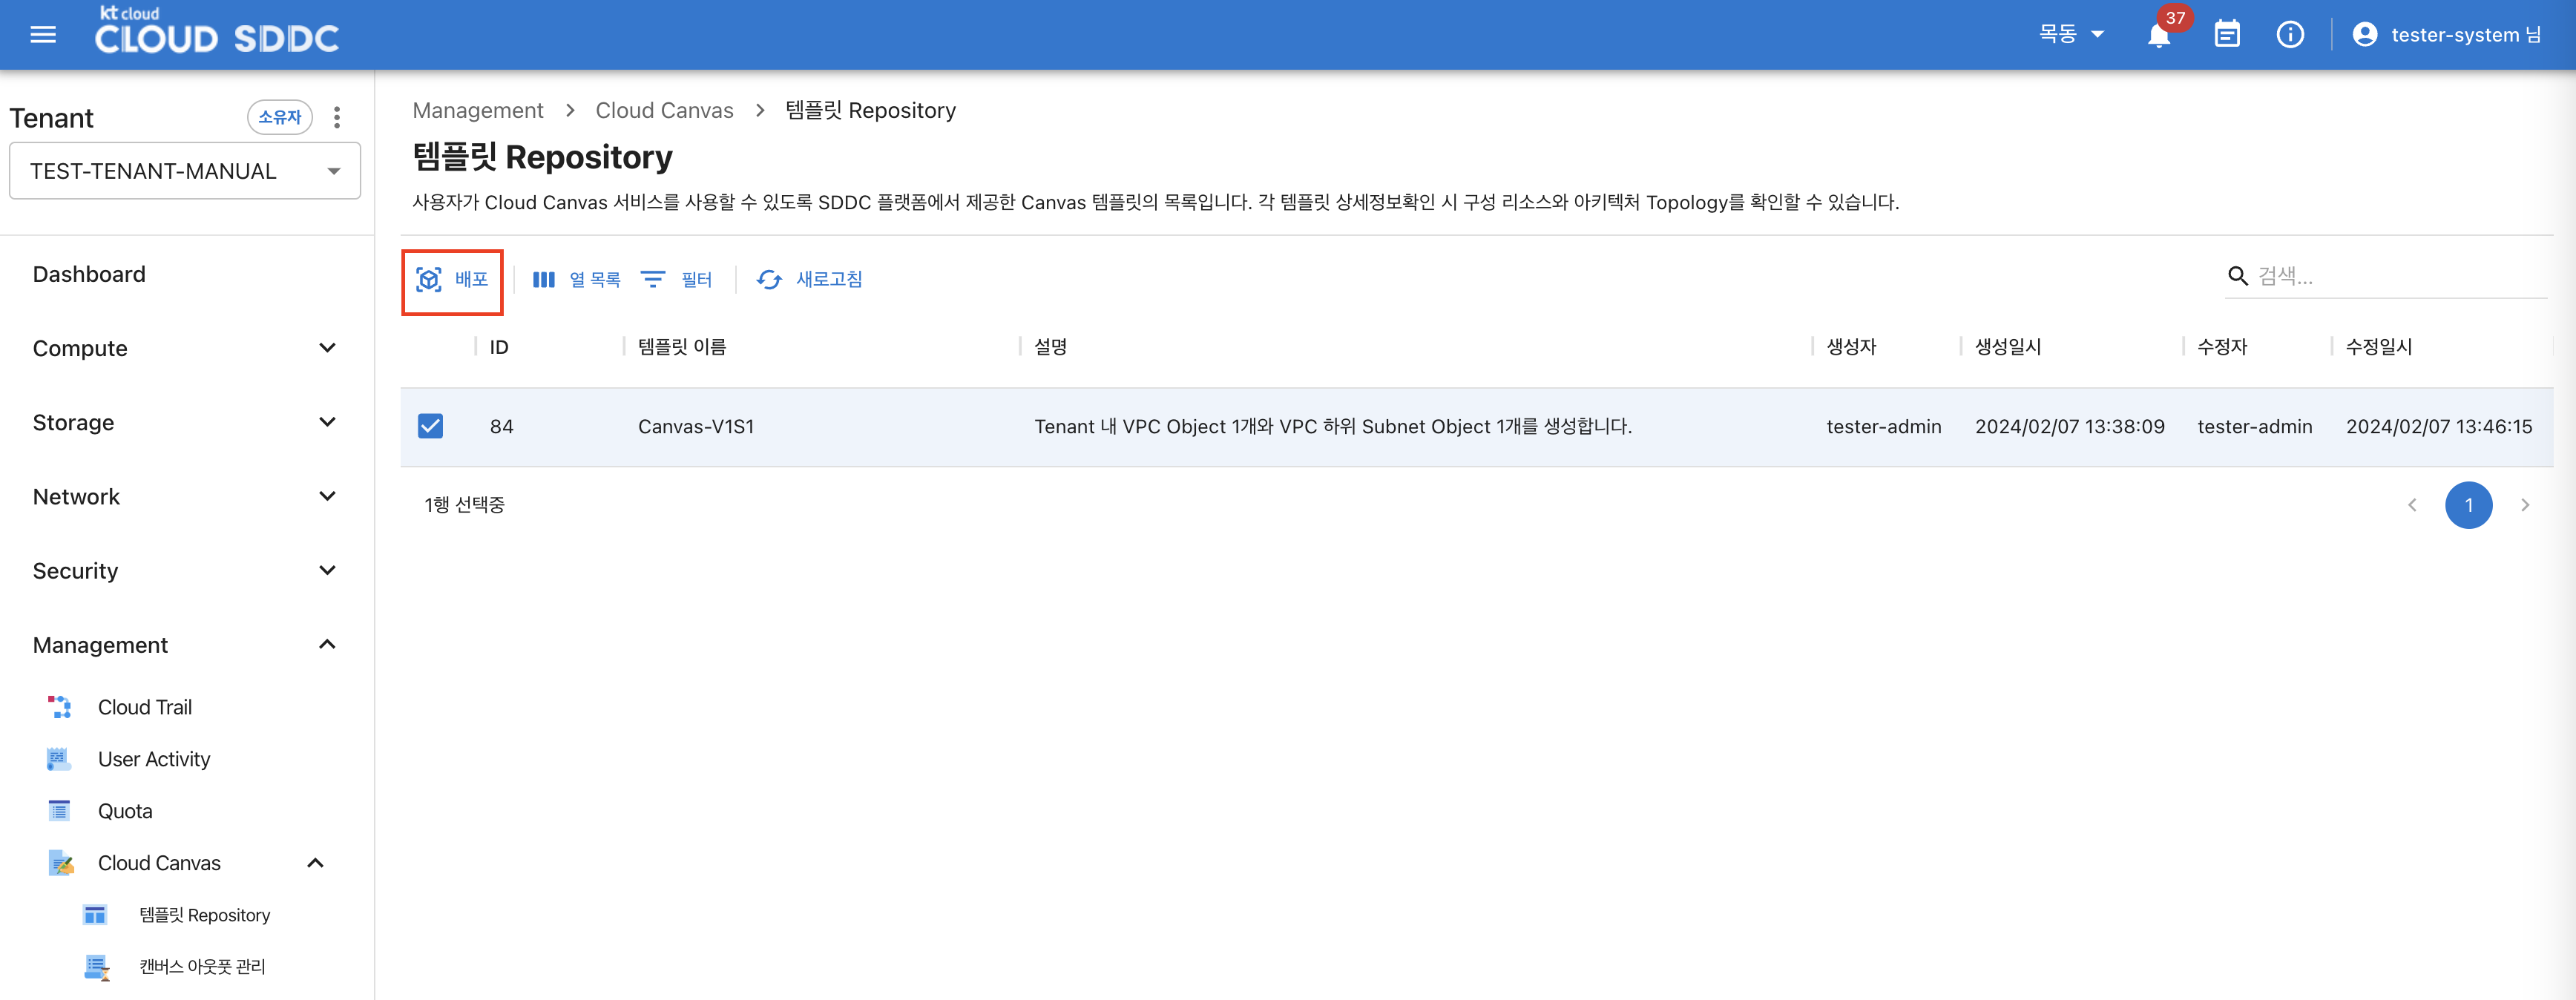 kt cloud
CLOUD SDDC
목동
37
tester-system 님
Tenant
소유자
TEST-TENANT-MANUAL
Dashboard
Compute
Storage
Network
Security
Management
Cloud Trail
User Activity
Quota
Cloud Canvas
템플릿 Repository
캔버스 아웃풋 관리
Management > Cloud Canvas > 템플릿 Repository
템플릿 Repository
사용자가 Cloud Canvas 서비스를 사용할 수 있도록 SDDC 플랫폼에서 제공한 Canvas 템플릿의 목록입니다. 각 템플릿 상세정보확인 시 구성 리소스와 아키텍처 Topology를 확인할 수 있습니다.
배포 열 목록 필터 새로고침 검색...
ID 템플릿 이름 설명 생성자 생성일시 수정자 수정일시
84 Canvas-V1S1 Tenant 내 VPC Object 1개와 VPC 하위 Subnet Object 1개를 생성합니다. tester-admin 2024/02/07 13:38:09 tester-admin 2024/02/07 13:46:15
1행 선택중 1